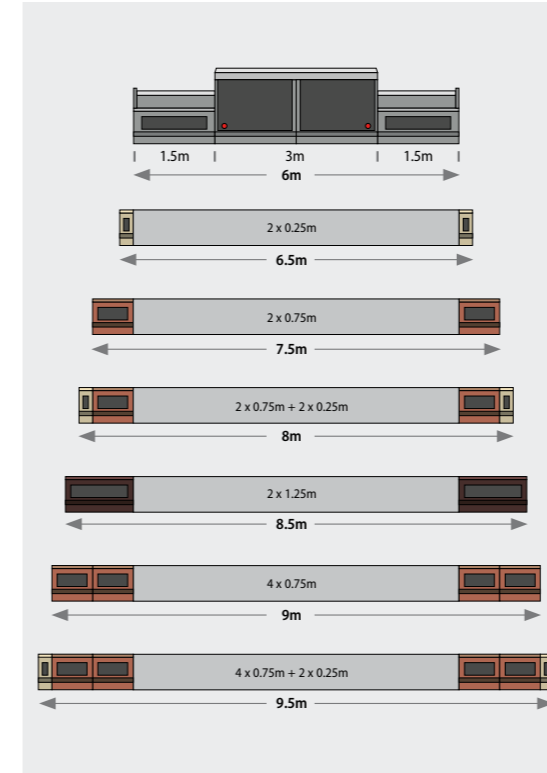 1.5m 3m 1.5m
6m
2 x 0.25m
6.5m
2 x 0.75m
7.5m
2 x 0.75m + 2 x 0.25m
8m
2 x 1.25m
8.5m
4 x 0.75m
9m
4 x 0.75m + 2 x 0.25m
9.5m